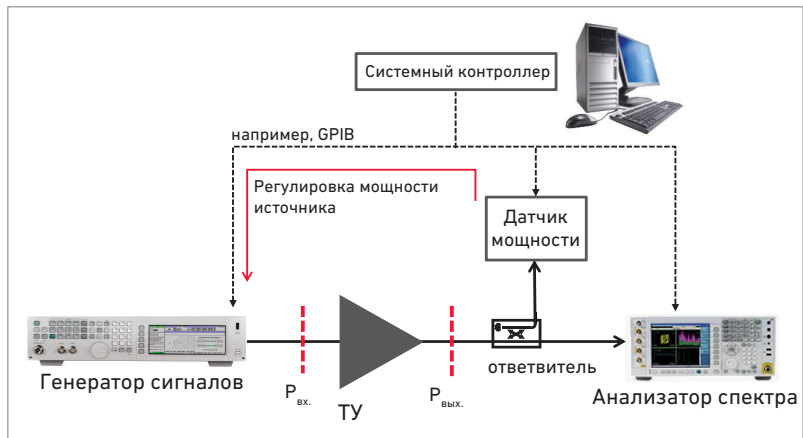 Системный контроллер
например, GPIB
Регулировка мощности
источника
Датчик
мощности
ответвитель
Генератор сигналов
Pвх.
ТУ
Pвых.
Анализатор спектра